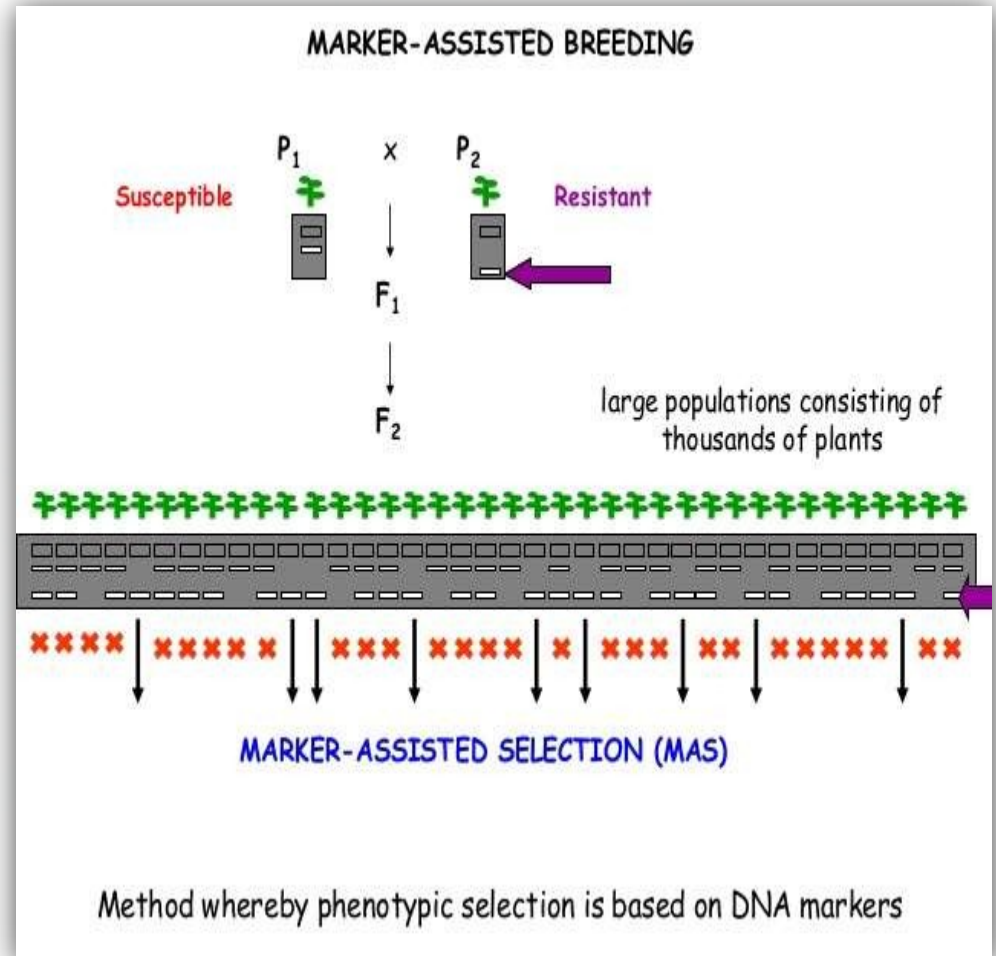 MARKER-ASSISTED BREEDING
P₁ x P₂
Susceptible Resistant
F₁
F₂
large populations consisting of
thousands of plants
MARKER-ASSISTED SELECTION (MAS)
Method whereby phenotypic selection is based on DNA markers